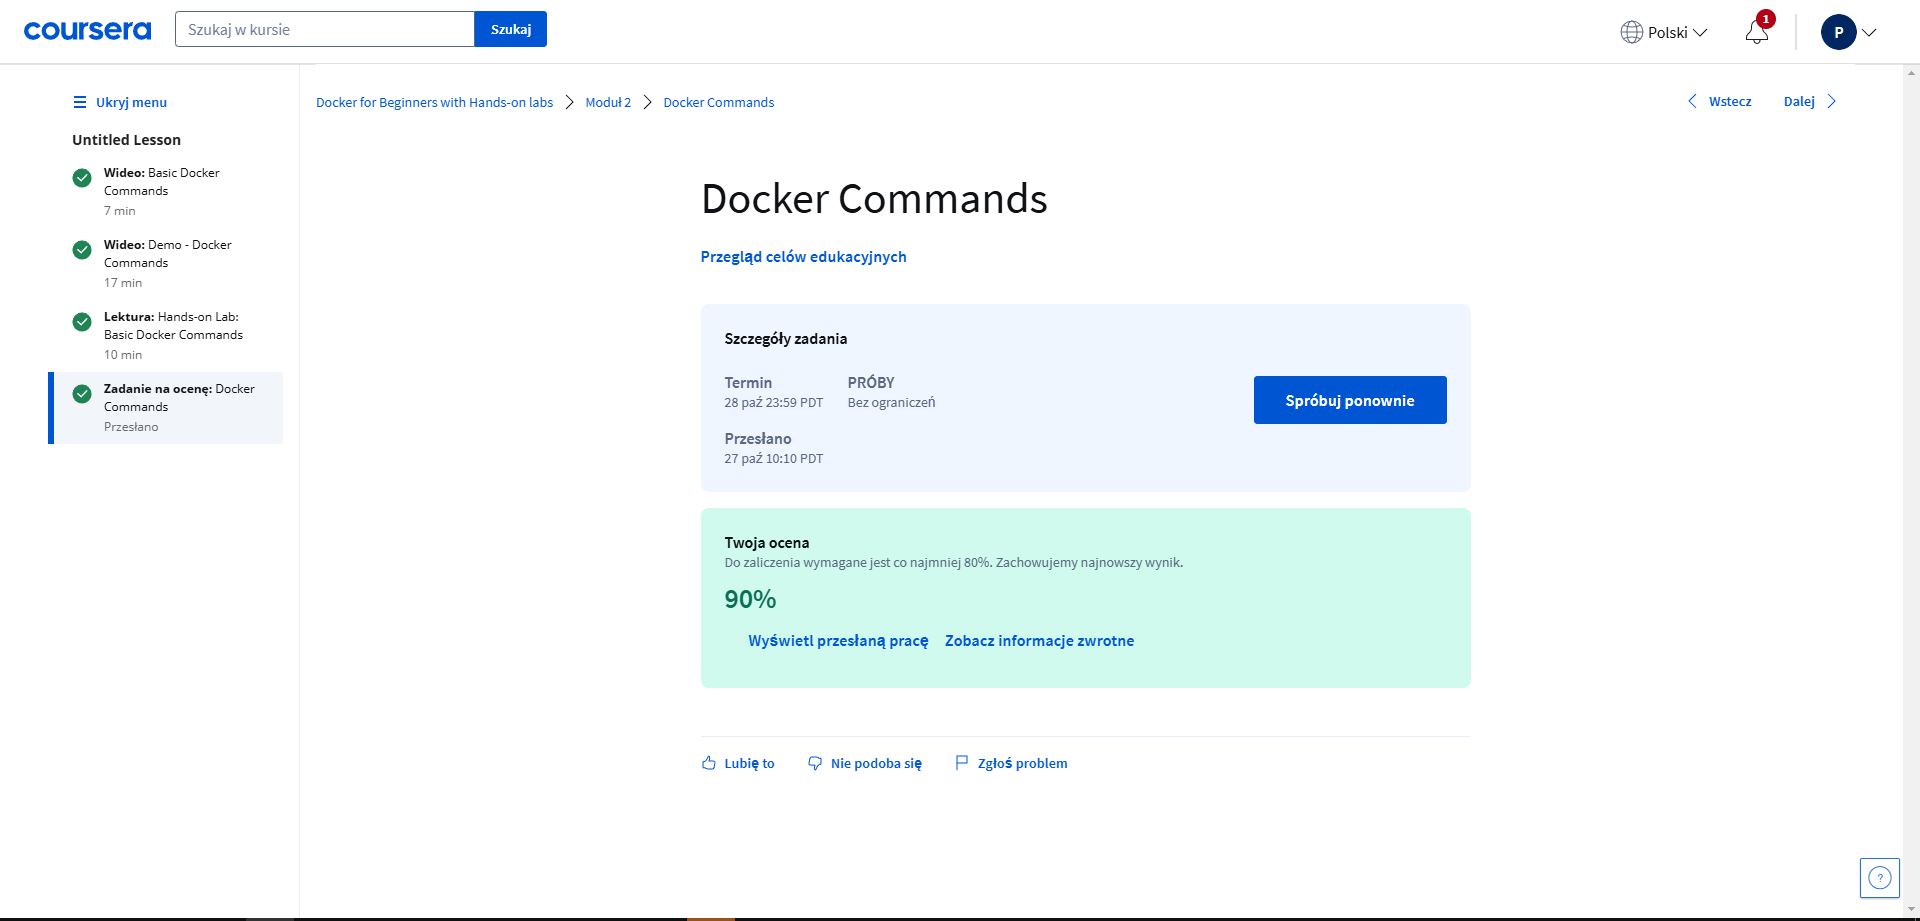 coursera
Szukaj w kursie
Szukaj
Polski
1
P
Ukryj menu
Docker for Beginners with Hands-on labs
Moduł 2
Docker Commands
Wstecz
Dalej
Untitled Lesson
Wideo: Basic Docker
Commands
7 min
Wideo: Demo - Docker
Commands
17 min
Lektura: Hands-on Lab:
Basic Docker Commands
10 min
Zadanie na ocenę: Docker
Commands
Przesłano
Docker Commands
Przegląd celów edukacyjnych
Szczegóły zadania
Termin
28 paź 23:59 PDT
PRÓBY
Bez ograniczeń
Przesłano
27 paź 10:10 PDT
Spróbuj ponownie
Twoja ocena
Do zaliczenia wymagane jest co najmniej 80%. Zachowujemy najnowszy wynik.
90%
Wyświetl przesłaną pracę
Zobacz informacje zwrotne
Lubię to
Nie podoba się
Zgłoś problem
?